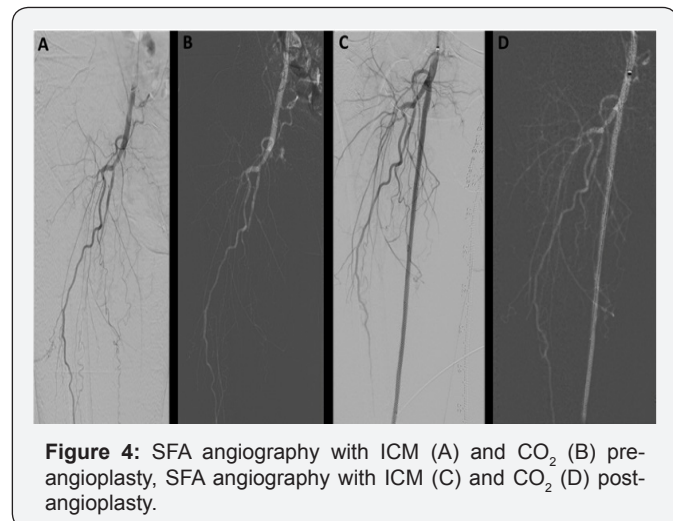 A B C D
Figure 4: SFA angiography with ICM (A) and CO₂ (B) pre-
angioplasty, SFA angiography with ICM (C) and CO₂ (D) post-
angioplasty.